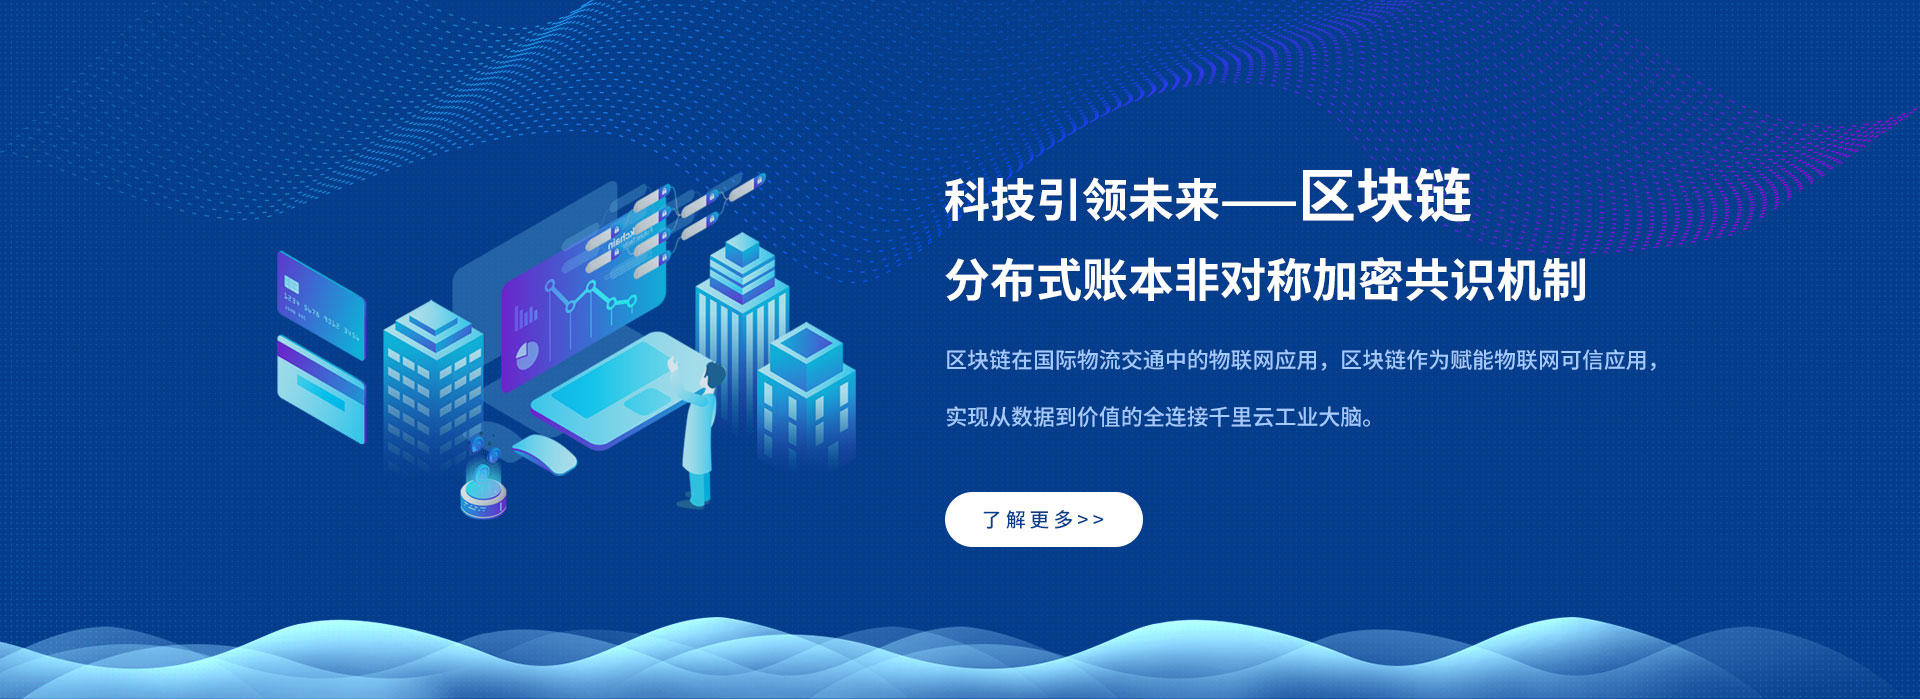 科技引领未来——区块链
分布式账本非对称加密共识机制
区块链在国际物流交通中的物联网应用，区块链作为赋能物联网可信应用，
实现从数据到价值的全连接千里云工业大脑。
了解更多>>